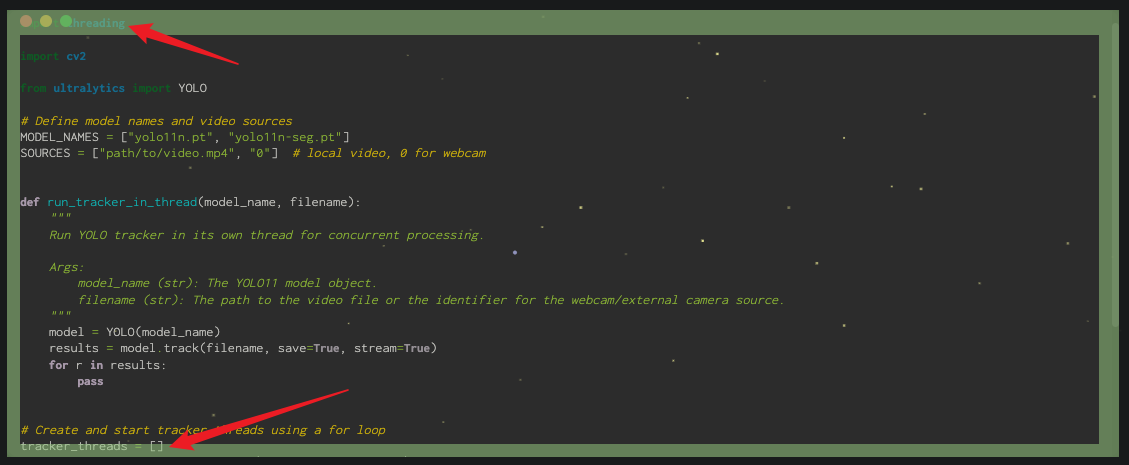 threading
import cv2
from ultralytics import YOLO
# Define model names and video sources
MODEL_NAMES = ["yolo11n.pt", "yolo11n-seg.pt"]
SOURCES = ["path/to/video.mp4", "0"]  # local video, 0 for webcam
def run_tracker_in_thread(model_name, filename):
    """
    Run YOLO tracker in its own thread for concurrent processing.
    Args:
        model_name (str): The YOLO11 model object.
        filename (str): The path to the video file or the identifier for the webcam/external camera source.
    """
    model = YOLO(model_name)
    results = model.track(filename, save=True, stream=True)
    for r in results:
        pass
# Create and start tracker threads using a for loop
tracker_threads = []